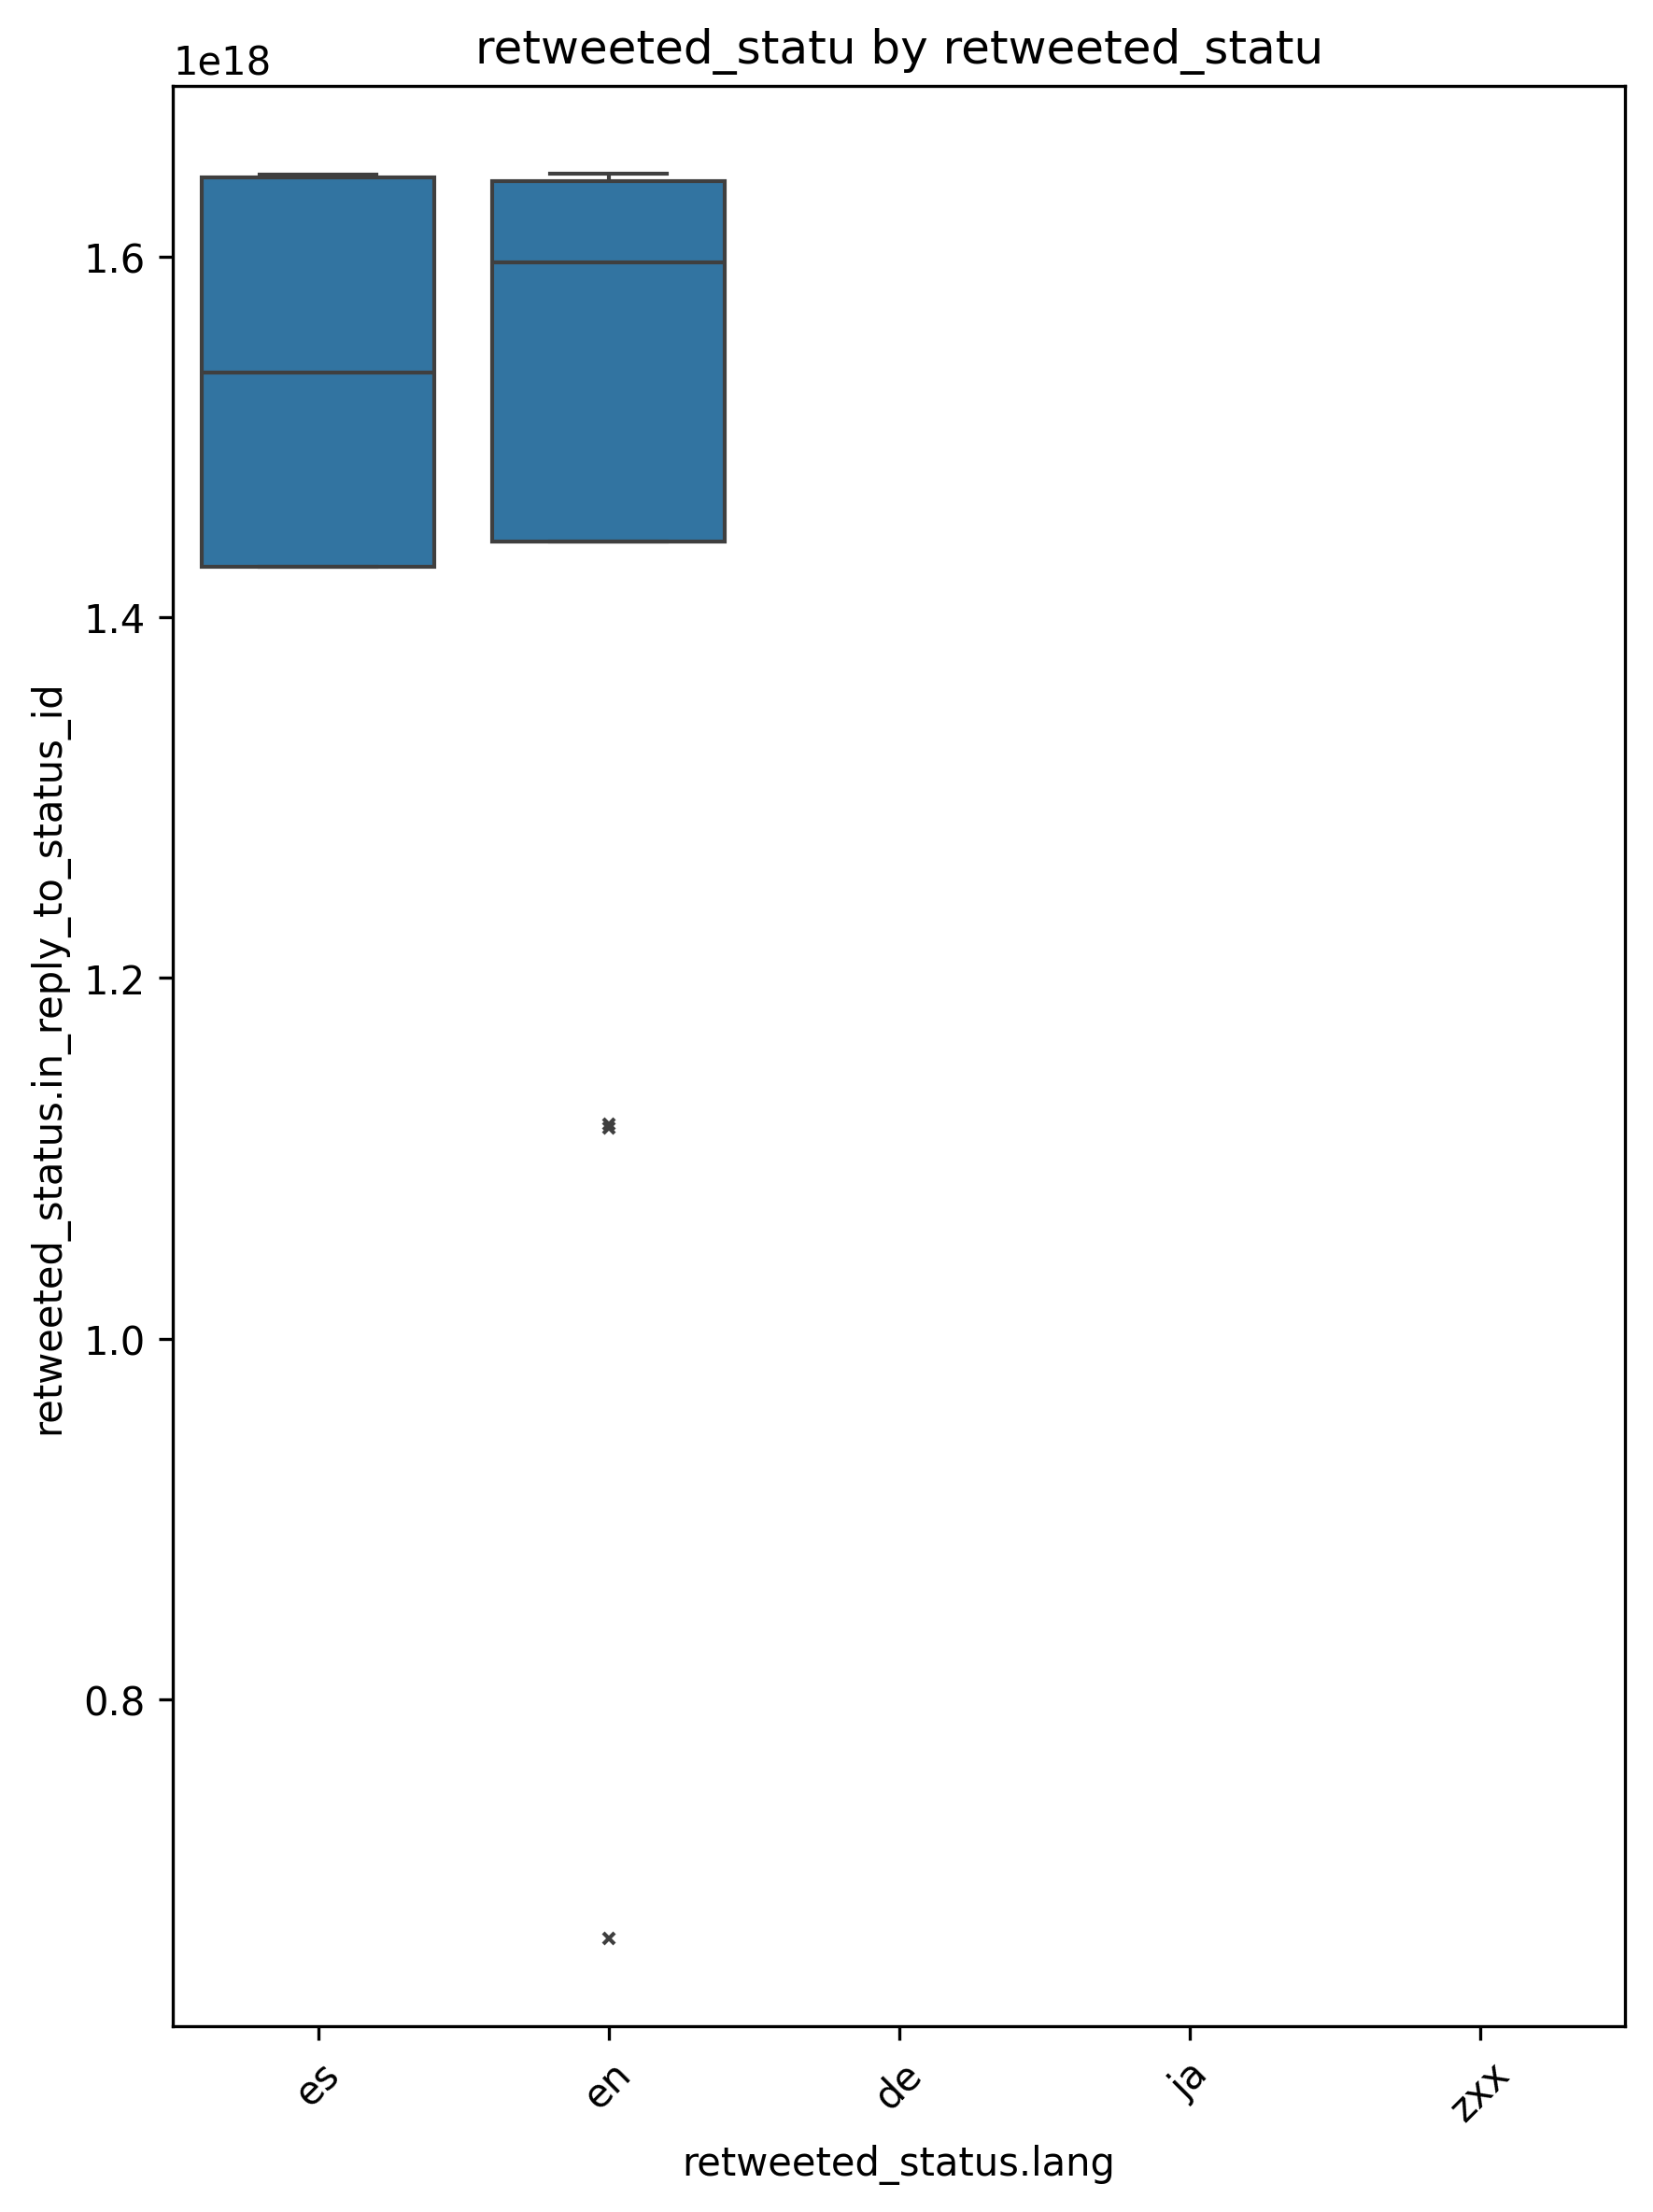 retweeted_statu by retweeted_statu
1e18
1.6
1.4
1.2
1.0
0.8
retweeted_status.in_reply_to_status_id
es
en
de
ja
zxx
retweeted_status.lang